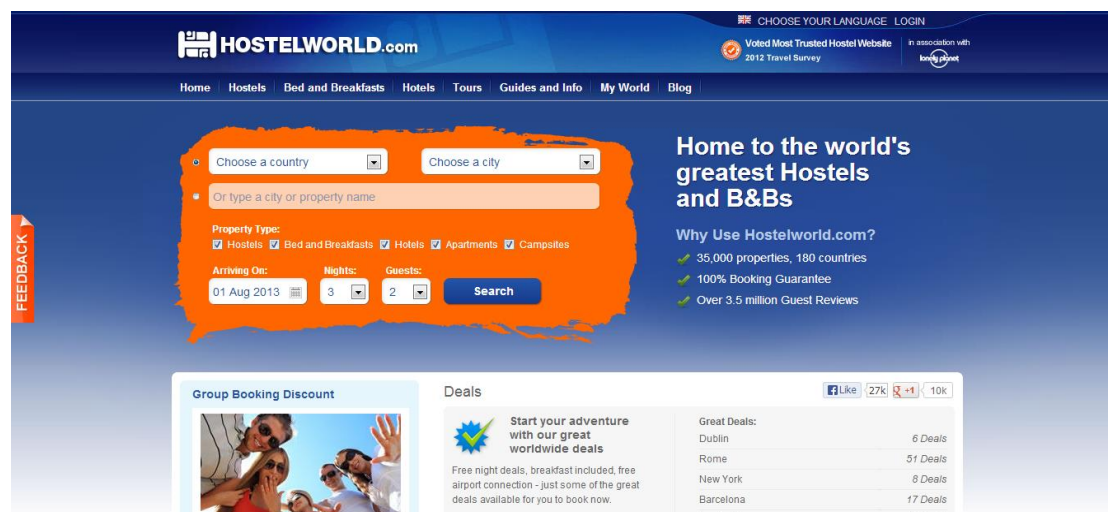 CHOOSE YOUR LANGUAGE LOGIN
HOSTELWORLD.com
Voted Most Trusted Hostel Website
2012 Travel Survey
in association with
lonely planet
Home Hostels Bed and Breakfasts Hotels Tours Guides and Info My World Blog
Choose a country Choose a city
Or type a city or property name
Property Type:
Hostels Bed and Breakfasts Hotels Apartments Campsites
Arriving On: Nights: Guests:
01 Aug 2013 3 2 Search
Home to the world's
greatest Hostels
and B&Bs
Why Use Hostelworld.com?
35,000 properties, 180 countries
100% Booking Guarantee
Over 3.5 million Guest Reviews
FEEDBACK
Group Booking Discount
Deals
Like 27k +1 10k
Start your adventure
with our great
worldwide deals
Free night deals, breakfast included, free
airport connection - just some of the great
deals available for you to book now.
Great Deals:
Dublin 6 Deals
Rome 51 Deals
New York 8 Deals
Barcelona 17 Deals